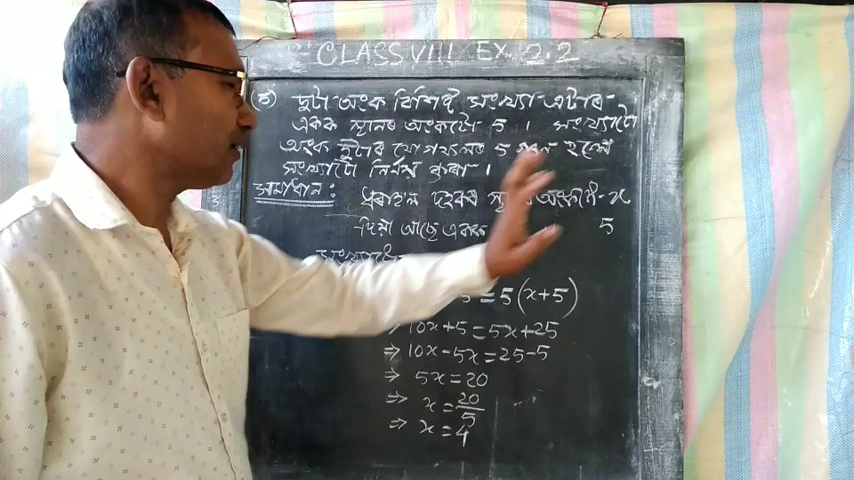 CLASS VIII EX. 2.2
দুটা অংক বিশিষ্ট সংখ্যা এটাৰ
একক স্থানৰ অংকটো 5 । সংখ্যাটো
অংক দুটাৰ যোগফলৰ 5 গুণ হলে
সংখ্যাটো নিৰ্ণয় কৰা ।
সমাধান : ধৰাহ'ল দহকৰ স্থানৰ অংকটো x
দিয়া আছে একক 5
সংখ্যাটো
5 = 5(x+5)
⇒ 10x+5 = 5x+25
⇒ 10x-5x = 25-5
⇒ 5x = 20
⇒ x = 20/5
⇒ x = 4